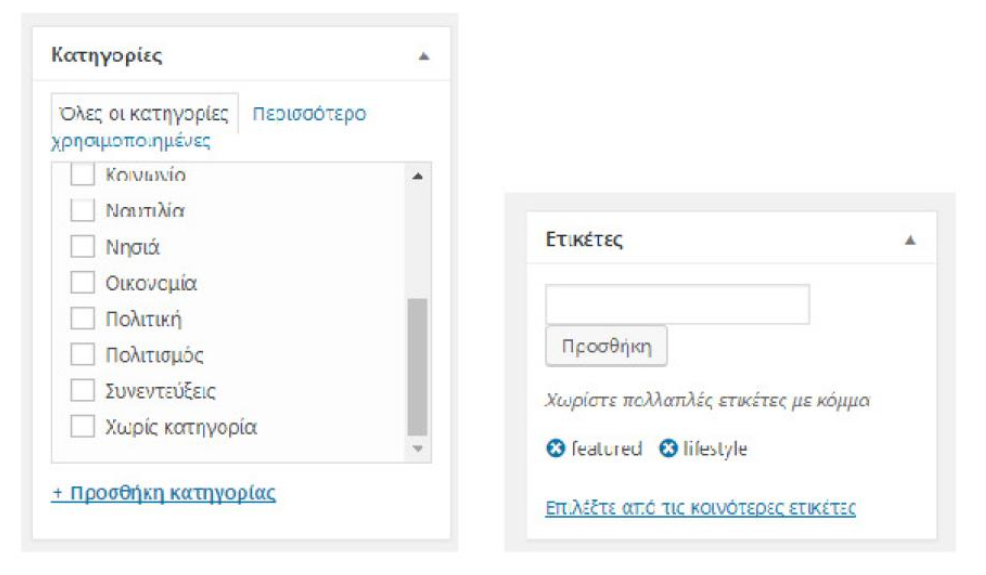 Κατηγορίες
Όλες οι κατηγορίες Περισσότερο
χρησιμοποιημένες
Κοινωνία
Ναυτιλία
Νησιά
Οικονομία
Πολιτική
Πολιτισμός
Συνεντεύξεις
Χωρίς κατηγορία
+ Προσθήκη κατηγορίας
Ετικέτες
Προσθήκη
Χωρίστε πολλαπλές ετικέτες με κόμμα
featured lifestyle
Επιλέξτε από τις κοινότερες ετικέτες